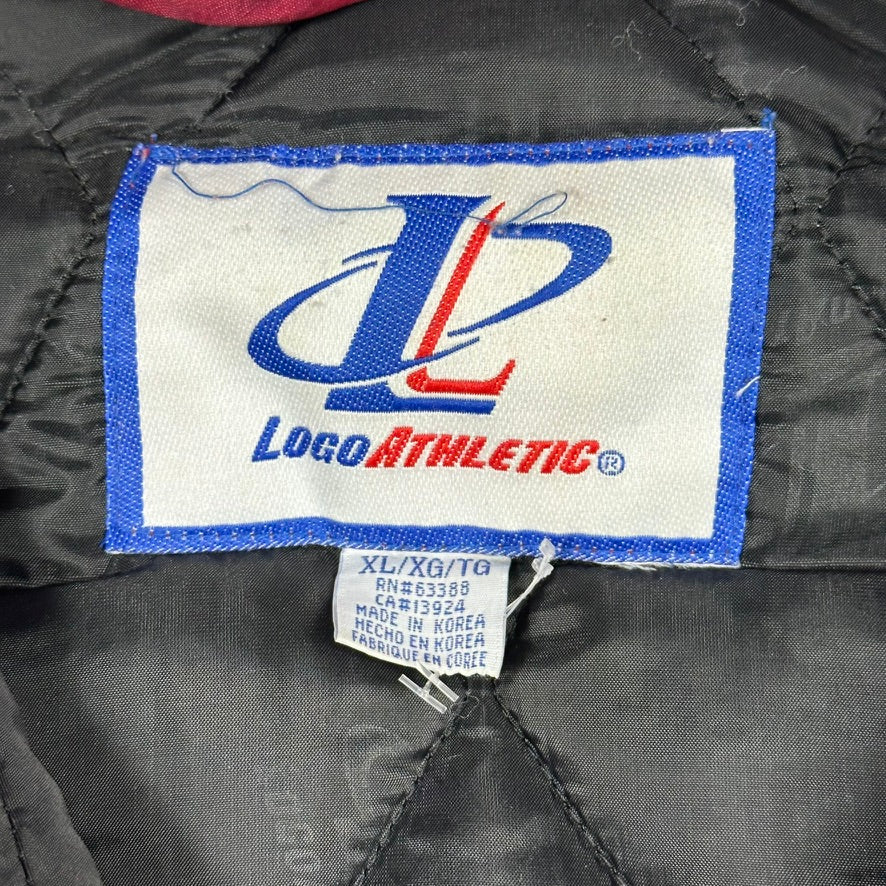 L L
LOGO ATHLETIC®
XL/XG/TG
RN#63388
CA#13924
MADE IN KOREA
HECHO EN KOREA
FABRIQUE EN COREE